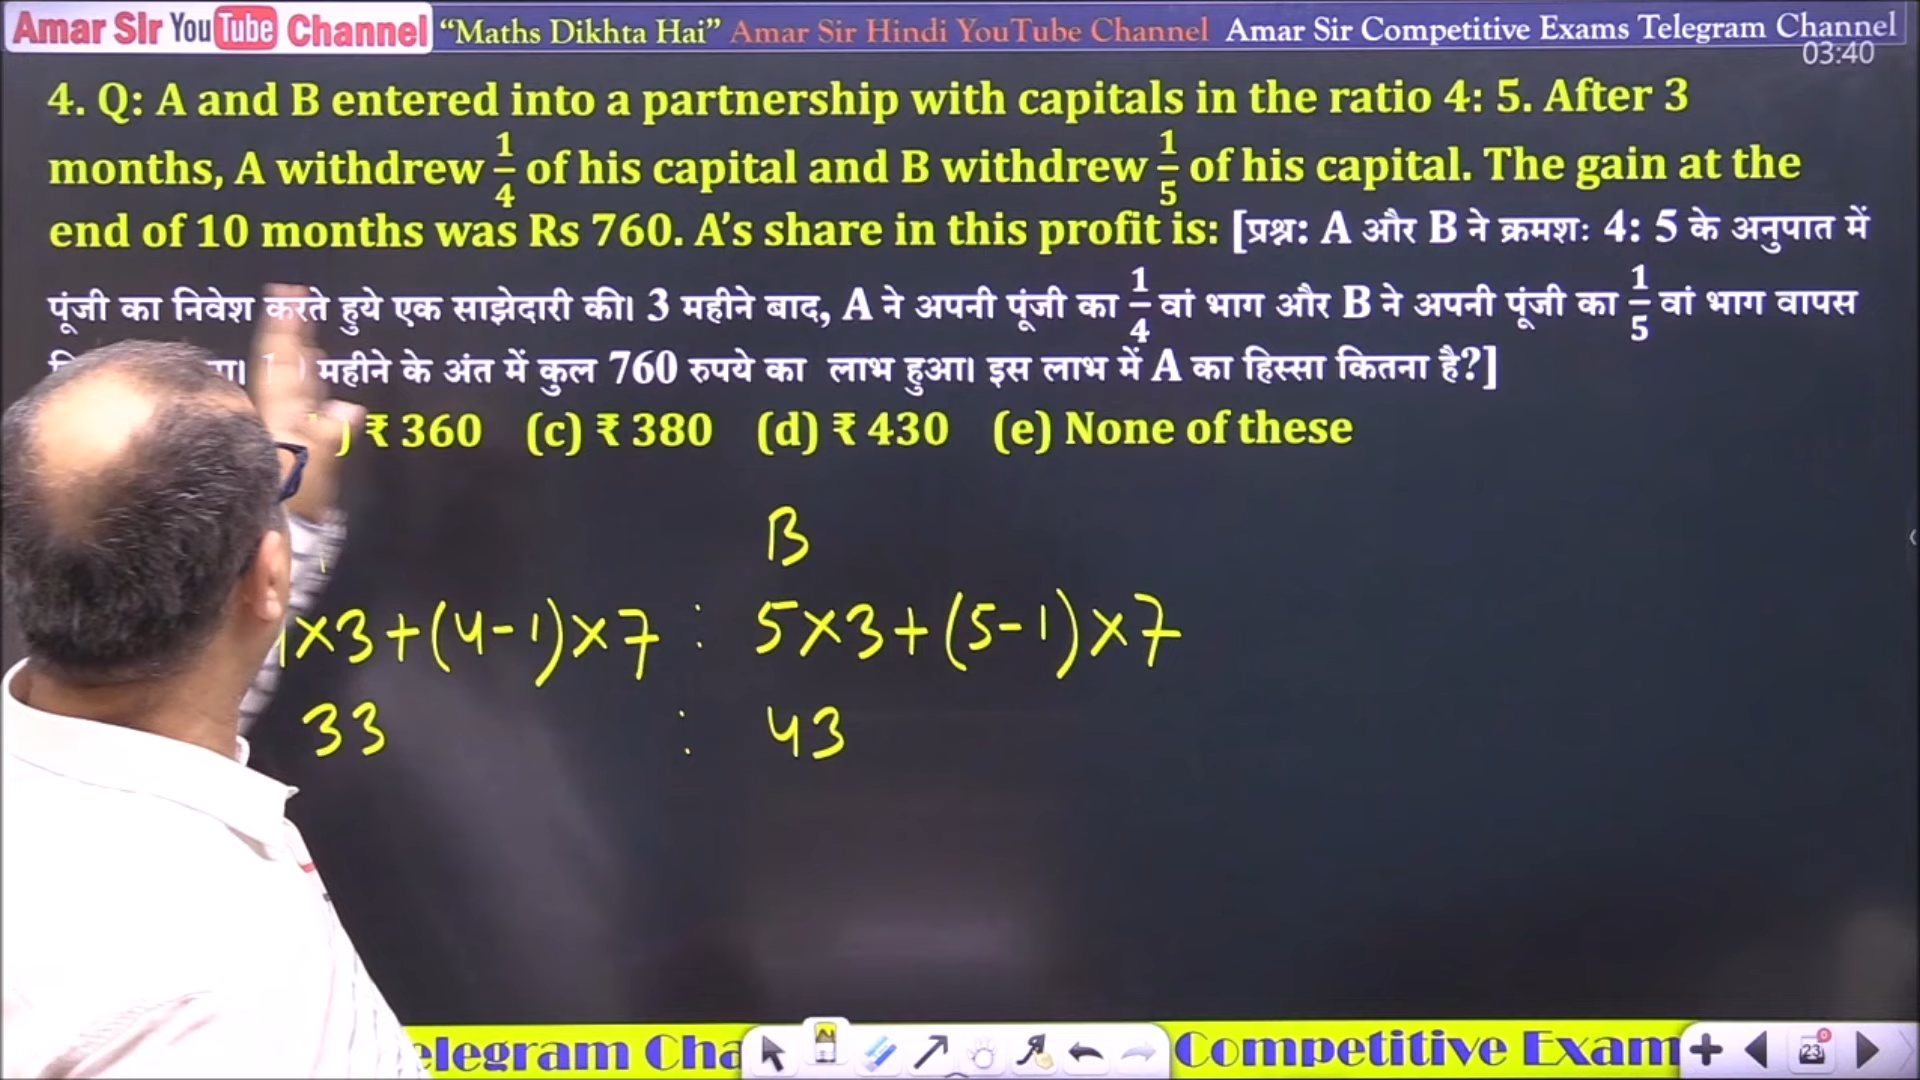 Amar Sir YouTube Channel "Maths Dikhta Hai" Amar Sir Hindi YouTube Channel Amar Sir Competitive Exams Telegram Channel
03:40
4. Q: A and B entered into a partnership with capitals in the ratio 4: 5. After 3
months, A withdrew 1/4 of his capital and B withdrew 1/5 of his capital. The gain at the
end of 10 months was Rs 760. A's share in this profit is: [प्रश्न: A और B ने क्रमशः 4: 5 के अनुपात में
पूंजी का निवेश करते हुये एक साझेदारी की। 3 महीने बाद, A ने अपनी पूंजी का 1/4 वां भाग और B ने अपनी पूंजी का 1/5 वां भाग वापस
महीने के अंत में कुल 760 रुपये का लाभ हुआ। इस लाभ में A का हिस्सा कितना है?]
₹ 360 (c) ₹ 380 (d) ₹ 430 (e) None of these
B
×3+(4-1)×7 : 5×3+(5-1)×7
33 : 43
elegram Cha Competitive Exam
23